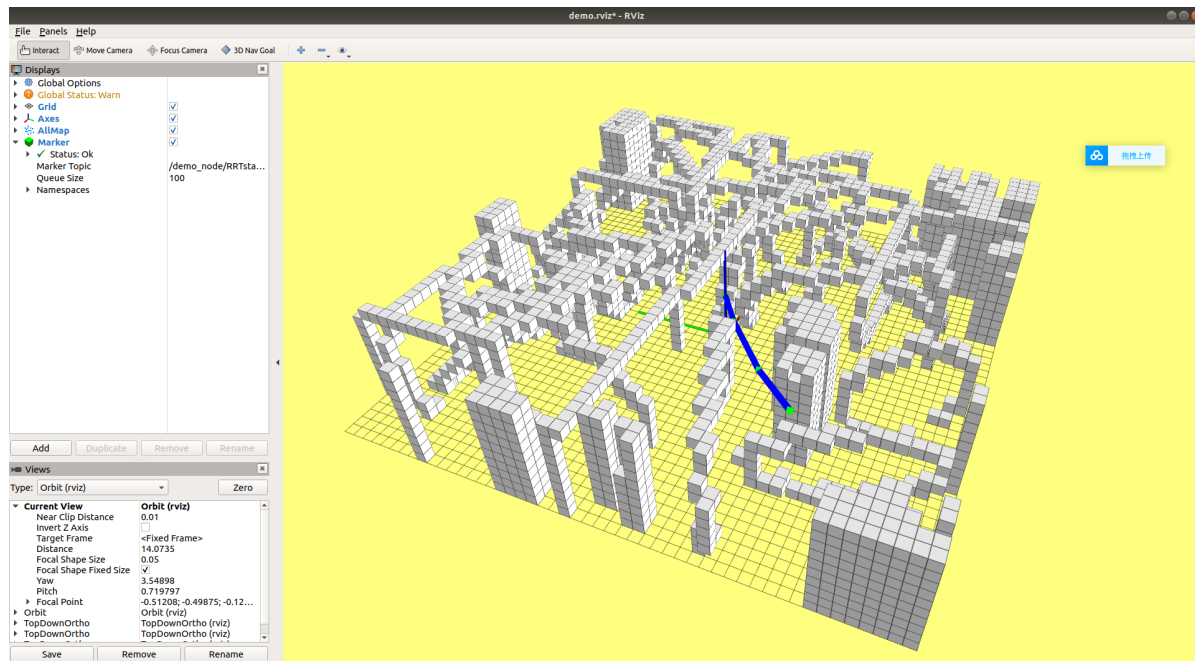 demo.rviz* - RViz
File Panels Help
Interact Move Camera Focus Camera 3D Nav Goal
Displays
Global Options
Global Status: Warn
Grid
Axes
AllMap
Marker
Status: Ok
Marker Topic /demo_node/RRTsta...
Queue Size 100
Namespaces
拖拽上传
Add Duplicate Remove Rename
Views
Type: Orbit (rviz) Zero
Current View Orbit (rviz)
Near Clip Distance 0.01
Invert Z Axis
Target Frame <Fixed Frame>
Distance 14.0735
Focal Shape Size 0.05
Focal Shape Fixed Size
Yaw 3.54898
Pitch 0.719797
Focal Point -0.51208; -0.49875; -0.12...
Orbit Orbit (rviz)
TopDownOrtho TopDownOrtho (rviz)
TopDownOrtho TopDownOrtho (rviz)
Save Remove Rename